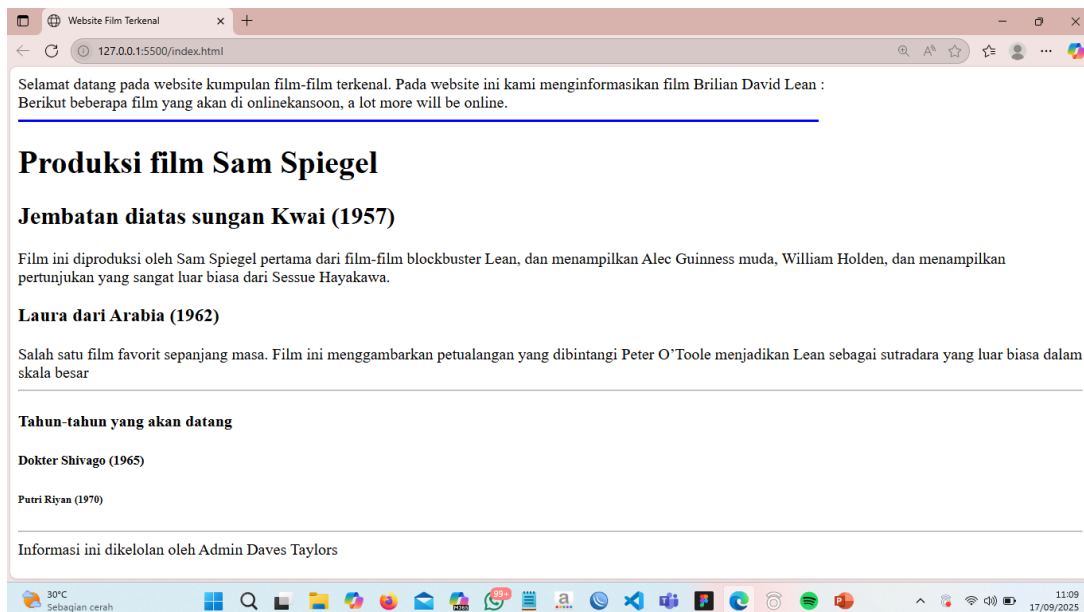 Website Film Terkenal
127.0.0.1:5500/index.html
Selamat datang pada website kumpulan film-film terkenal. Pada website ini kami menginformasikan film Brilian David Lean :
Berikut beberapa film yang akan di onlinekansoon, a lot more will be online.
Produksi film Sam Spiegel
Jembatan diatas sungan Kwai (1957)
Film ini diproduksi oleh Sam Spiegel pertama dari film-film blockbuster Lean, dan menampilkan Alec Guinness muda, William Holden, dan menampilkan
pertunjukan yang sangat luar biasa dari Sessue Hayakawa.
Laura dari Arabia (1962)
Salah satu film favorit sepanjang masa. Film ini menggambarkan petualangan yang dibintangi Peter O’Toole menjadikan Lean sebagai sutradara yang luar biasa dalam
skala besar
Tahun-tahun yang akan datang
Dokter Shivago (1965)
Putri Riyan (1970)
Informasi ini dikelolan oleh Admin Daves Taylors
30°C
Sebagian cerah
M365
99+
a
11:09
17/09/2025